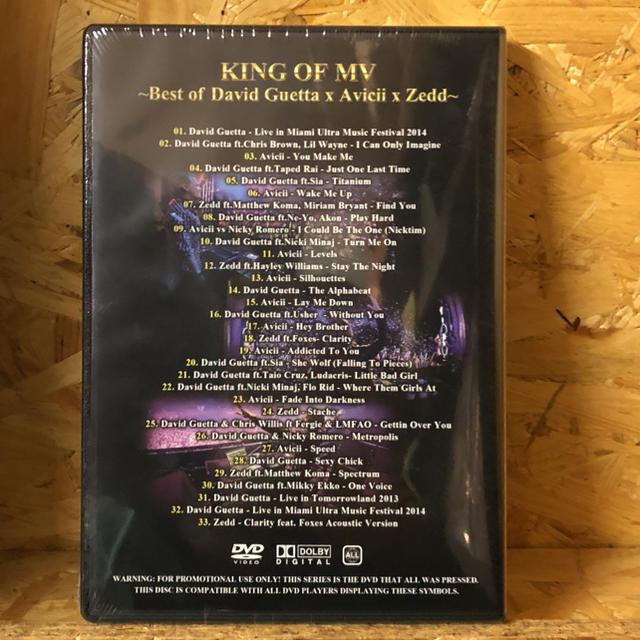 KING OF MV
~Best of David Guetta x Avicii x Zedd~
01. David Guetta - Live in Miami Ultra Music Festival 2014
02. David Guetta ft.Chris Brown, Lil Wayne - I Can Only Imagine
03. Avicii - You Make Me
04. David Guetta ft.Taped Rai - Just One Last Time
05. David Guetta ft.Sia - Titanium
06. Avicii - Wake Me Up
07. Zedd ft.Matthew Koma, Miriam Bryant - Find You
08. David Guetta ft.Ne-Yo, Akon - Play Hard
09. Avicii vs Nicky Romero - I Could Be The One (Nicktim)
10. David Guetta ft.Nicki Minaj - Turn Me On
11. Avicii - Levels
12. Zedd ft.Hayley Williams - Stay The Night
13. Avicii - Silhouettes
14. David Guetta - The Alphabeat
15. Avicii - Lay Me Down
16. David Guetta ft.Usher - Without You
17. Avicii - Hey Brother
18. Zedd ft.Foxes- Clarity
19. Avicii - Addicted To You
20. David Guetta ft.Sia - She Wolf (Falling To Pieces)
21. David Guetta ft.Taio Cruz, Ludacris- Little Bad Girl
22. David Guetta ft.Nicki Minaj, Flo Rid - Where Them Girls At
23. Avicii - Fade Into Darkness
24. Zedd - Stache
25. David Guetta & Chris Willis ft Fergie & LMFAO - Gettin Over You
26. David Guetta & Nicky Romero - Metropolis
27. Avicii - Speed
28. David Guetta - Sexy Chick
29. Zedd ft.Matthew Koma - Spectrum
30. David Guetta ft.Mikky Ekko - One Voice
31. David Guetta - Live in Tomorrowland 2013
32. David Guetta - Live in Miami Ultra Music Festival 2014
33. Zedd - Clarity feat. Foxes Acoustic Version
DVD VIDEO DOLBY DIGITAL ALL
WARNING: FOR PROMOTIONAL USE ONLY! THIS SERIES IS THE DVD THAT ALL WAS PRESSED.
THIS DISC IS COMPATIBLE WITH ALL DVD PLAYERS DISPLAYING THESE SYMBOLS.